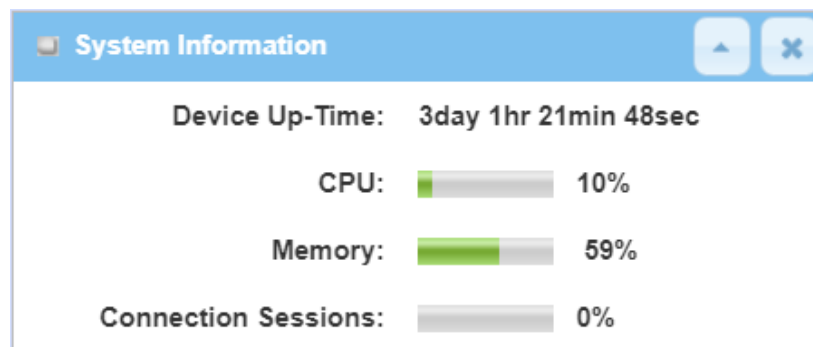 System Information
Device Up-Time: 3day 1hr 21min 48sec
CPU: 10%
Memory: 59%
Connection Sessions: 0%